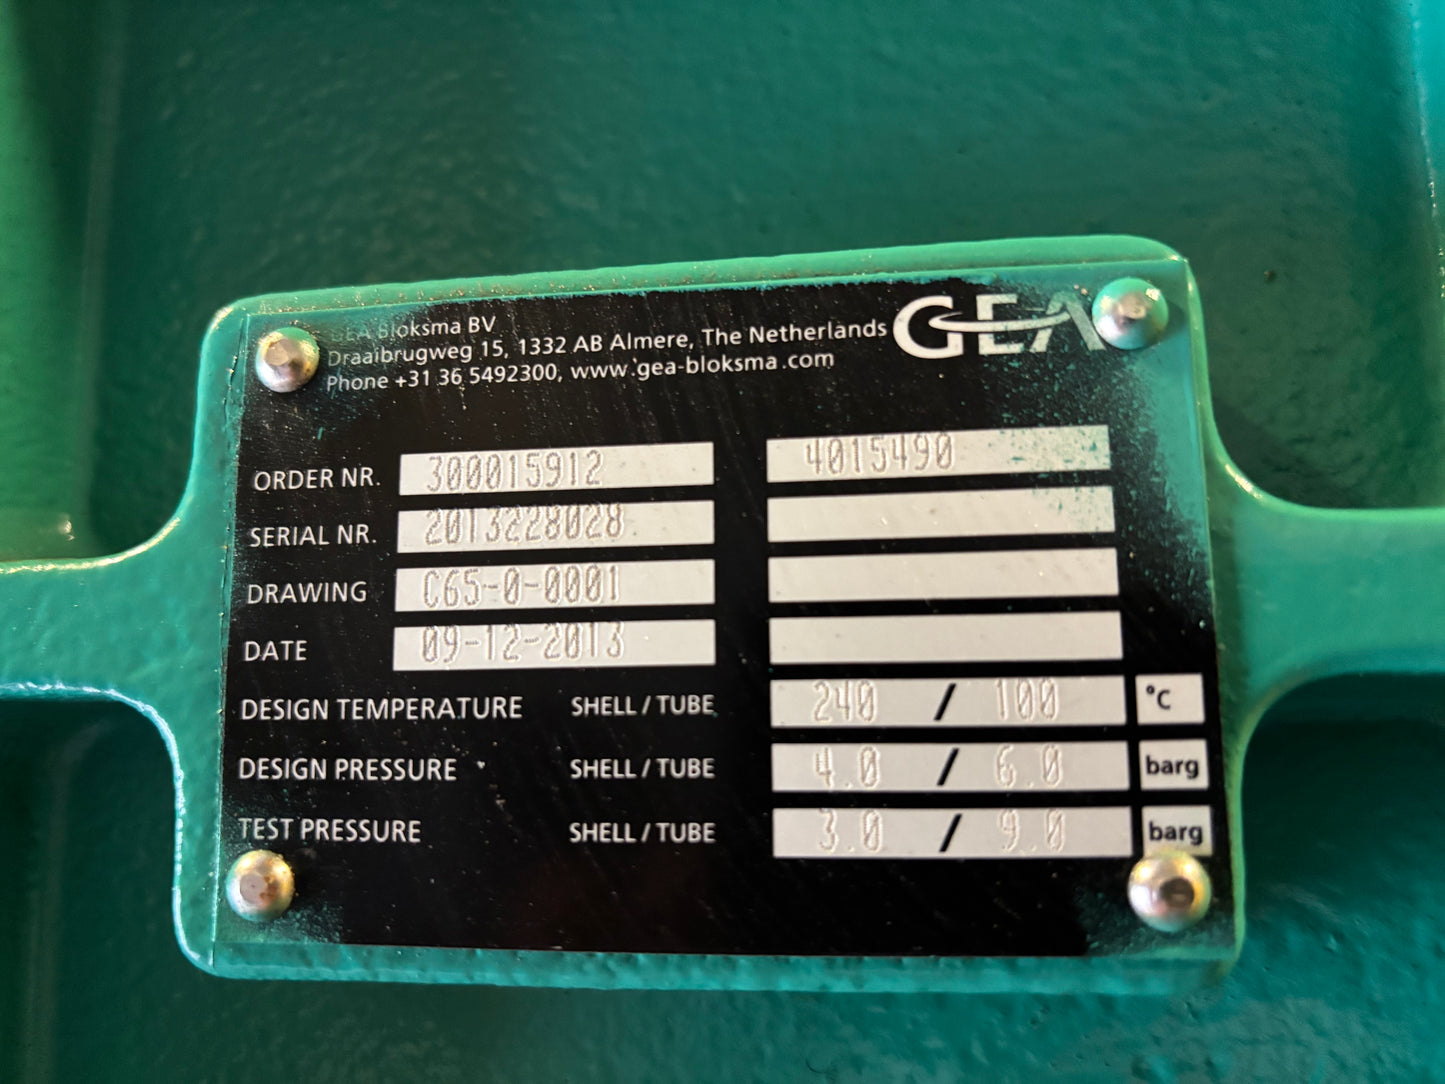 GEA Bloksma BV
Draaibrugweg 15, 1332 AB Almere, The Netherlands
Phone +31 36 5492300, www.gea-bloksma.com
GEA
ORDER NR. 300015912 4015490
SERIAL NR. 2013228028
DRAWING C65-0-0001
DATE 09-12-2013
DESIGN TEMPERATURE SHELL / TUBE 240 / 100 °C
DESIGN PRESSURE SHELL / TUBE 4.0 / 6.0 barg
TEST PRESSURE SHELL / TUBE 3.0 / 9.0 barg